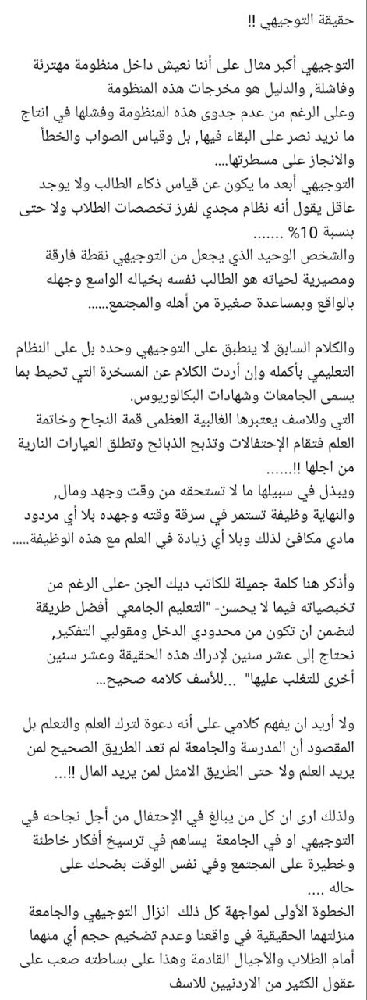 حقيقة التوجيهي !!
التوجيهي أكبر مثال على أننا نعيش داخل منظومة مهترئة
وفاشلة, والدليل هو مخرجات هذه المنظومة
وعلى الرغم من عدم جدوى هذه المنظومة وفشلها في انتاج
ما نريد نصر على البقاء فيها, بل وقياس الصواب والخطأ
والانجاز على مسطرتها....
التوجيهي أبعد ما يكون عن قياس ذكاء الطالب ولا يوجد
عاقل يقول أنه نظام مجدي لفرز تخصصات الطلاب ولا حتى
بنسبة 10% .......
والشخص الوحيد الذي يجعل من التوجيهي نقطة فارقة
ومصيرية لحياته هو الطالب نفسه بخياله الواسع وجهله
بالواقع وبمساعدة صغيرة من أهله والمجتمع......
والكلام السابق لا ينطبق على التوجيهي وحده بل على النظام
التعليمي بأكمله وإن أردت الكلام عن المسخرة التي تحيط بما
يسمى الجامعات وشهادات البكالوريوس.
التي وللاسف يعتبرها الغالبية العظمى قمة النجاح وخاتمة
العلم فتقام الإحتفالات وتذبح الذبائح وتطلق العيارات النارية
من اجلها !!......
ويبذل في سبيلها ما لا تستحقه من وقت وجهد ومال,
والنهاية وظيفة تستمر في سرقة وقته وجهده بلا أي مردود
مادي مكافئ لذلك وبلا أي زيادة في العلم مع هذه الوظيفة.....
وأذكر هنا كلمة جميلة للكاتب ديك الجن -على الرغم من
تخبصياته فيما لا يحسن- "التعليم الجامعي أفضل طريقة
لتضمن ان تكون من محدودي الدخل ومقولبي التفكير,
نحتاج إلى عشر سنين لإدراك هذه الحقيقة وعشر سنين
أخرى للتغلب عليها" ...للأسف كلامه صحيح...
ولا أريد ان يفهم كلامي على أنه دعوة لترك العلم والتعلم بل
المقصود أن المدرسة والجامعة لم تعد الطريق الصحيح لمن
يريد العلم ولا حتى الطريق الامثل لمن يريد المال !!...
ولذلك ارى ان كل من يبالغ في الإحتفال من أجل نجاحه في
التوجيهي او في الجامعة يساهم في ترسيخ أفكار خاطئة
وخطيرة على المجتمع وفي نفس الوقت بضحك على
حاله ....
الخطوة الأولى لمواجهة كل ذلك انزال التوجيهي والجامعة
منزلتهما الحقيقية في واقعنا وعدم تضخيم حجم أي منهما
أمام الطلاب والأجيال القادمة وهذا على بساطته صعب على
عقول الكثير من الاردنيين للاسف